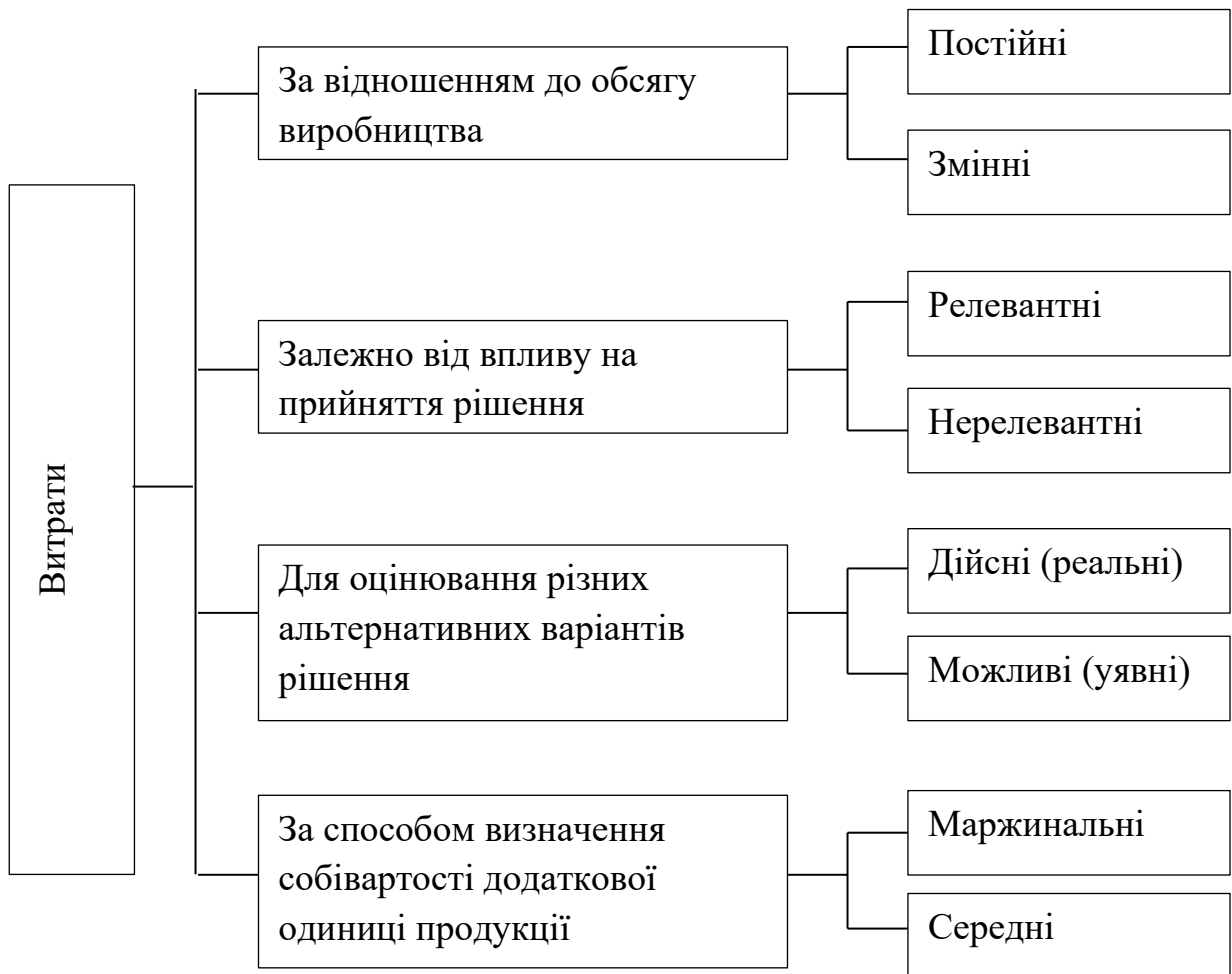 Витрати
За відношенням до обсягу
виробництва
Постійні
Змінні
Залежно від впливу на
прийняття рішення
Релевантні
Нерелевантні
Для оцінювання різних
альтернативних варіантів
рішення
Дійсні (реальні)
Можливі (уявні)
За способом визначення
собівартості додаткової
одиниці продукції
Маржинальні
Середні